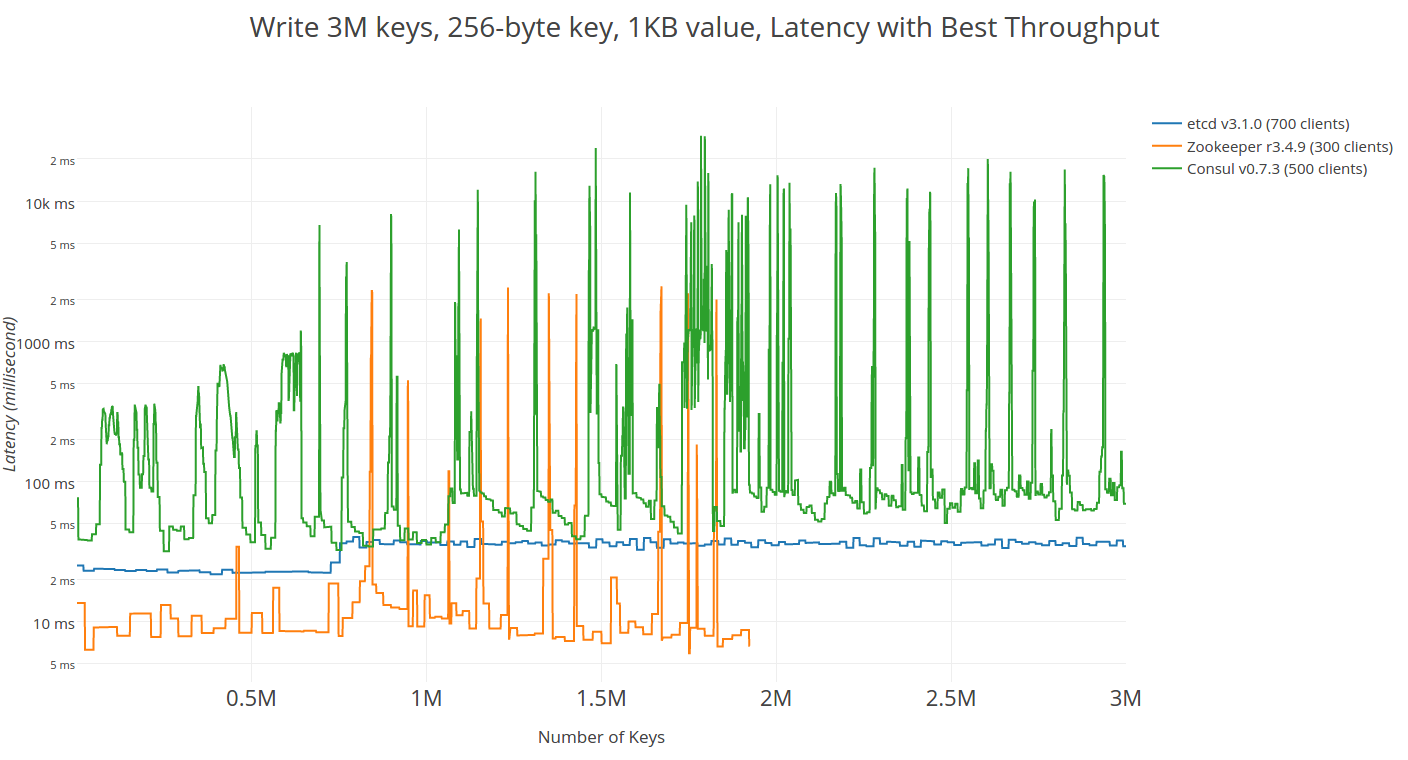 Write 3M keys, 256-byte key, 1KB value, Latency with Best Throughput
etcd v3.1.0 (700 clients)
Zookeeper r3.4.9 (300 clients)
Consul v0.7.3 (500 clients)
2 ms
10k ms
5 ms
2 ms
1000 ms
5 ms
2 ms
100 ms
5 ms
2 ms
10 ms
5 ms
Latency (millisecond)
0.5M 1M 1.5M 2M 2.5M 3M
Number of Keys